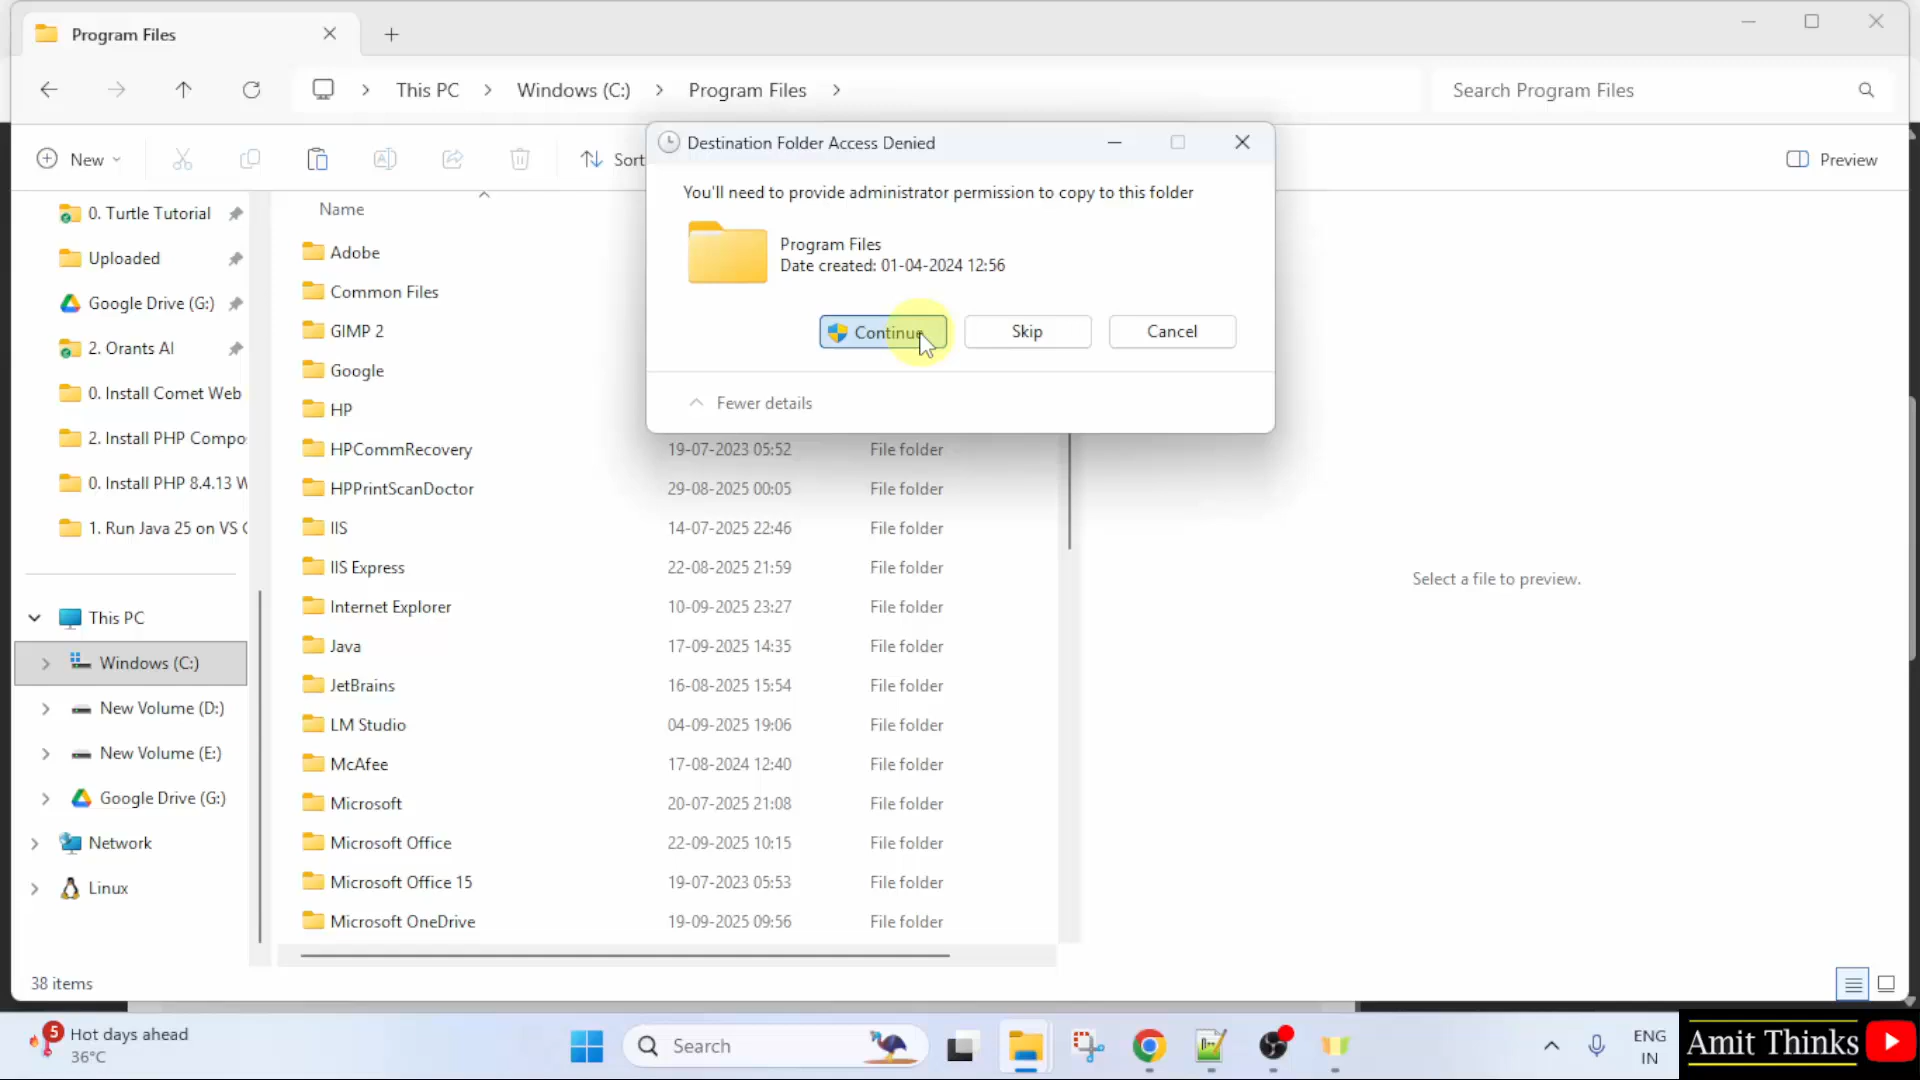 Program Files
This PC
Windows (C:)
Program Files
Search Program Files
New
Sort
Preview
Destination Folder Access Denied
You'll need to provide administrator permission to copy to this folder
Program Files
Date created: 01-04-2024 12:56
Continue
Skip
Cancel
Fewer details
0. Turtle Tutorial
Uploaded
Google Drive (G:)
2. Orants AI
0. Install Comet Web
2. Install PHP Compo
0. Install PHP 8.4.13 W
1. Run Java 25 on VS C
This PC
Windows (C:)
New Volume (D:)
New Volume (E:)
Google Drive (G:)
Network
Linux
Name
Adobe
Common Files
GIMP 2
Google
HP
HPCommRecovery 19-07-2023 05:52 File folder
HPPrintScanDoctor 29-08-2025 00:05 File folder
IIS 14-07-2025 22:46 File folder
IIS Express 22-08-2025 21:59 File folder
Internet Explorer 10-09-2025 23:27 File folder
Java 17-09-2025 14:35 File folder
JetBrains 16-08-2025 15:54 File folder
LM Studio 04-09-2025 19:06 File folder
McAfee 17-08-2024 12:40 File folder
Microsoft 20-07-2025 21:08 File folder
Microsoft Office 22-09-2025 10:15 File folder
Microsoft Office 15 19-07-2023 05:53 File folder
Microsoft OneDrive 19-09-2025 09:56 File folder
Select a file to preview.
38 items
5
Hot days ahead
36°C
Search
ENG
IN
Amit Thinks